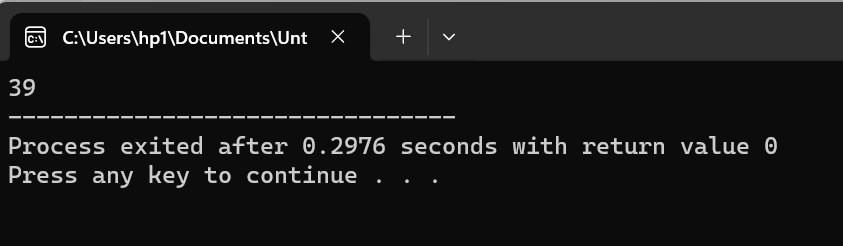 C:\Users\hp1\Documents\Unt
39
--------------------------------
Process exited after 0.2976 seconds with return value 0
Press any key to continue . . .